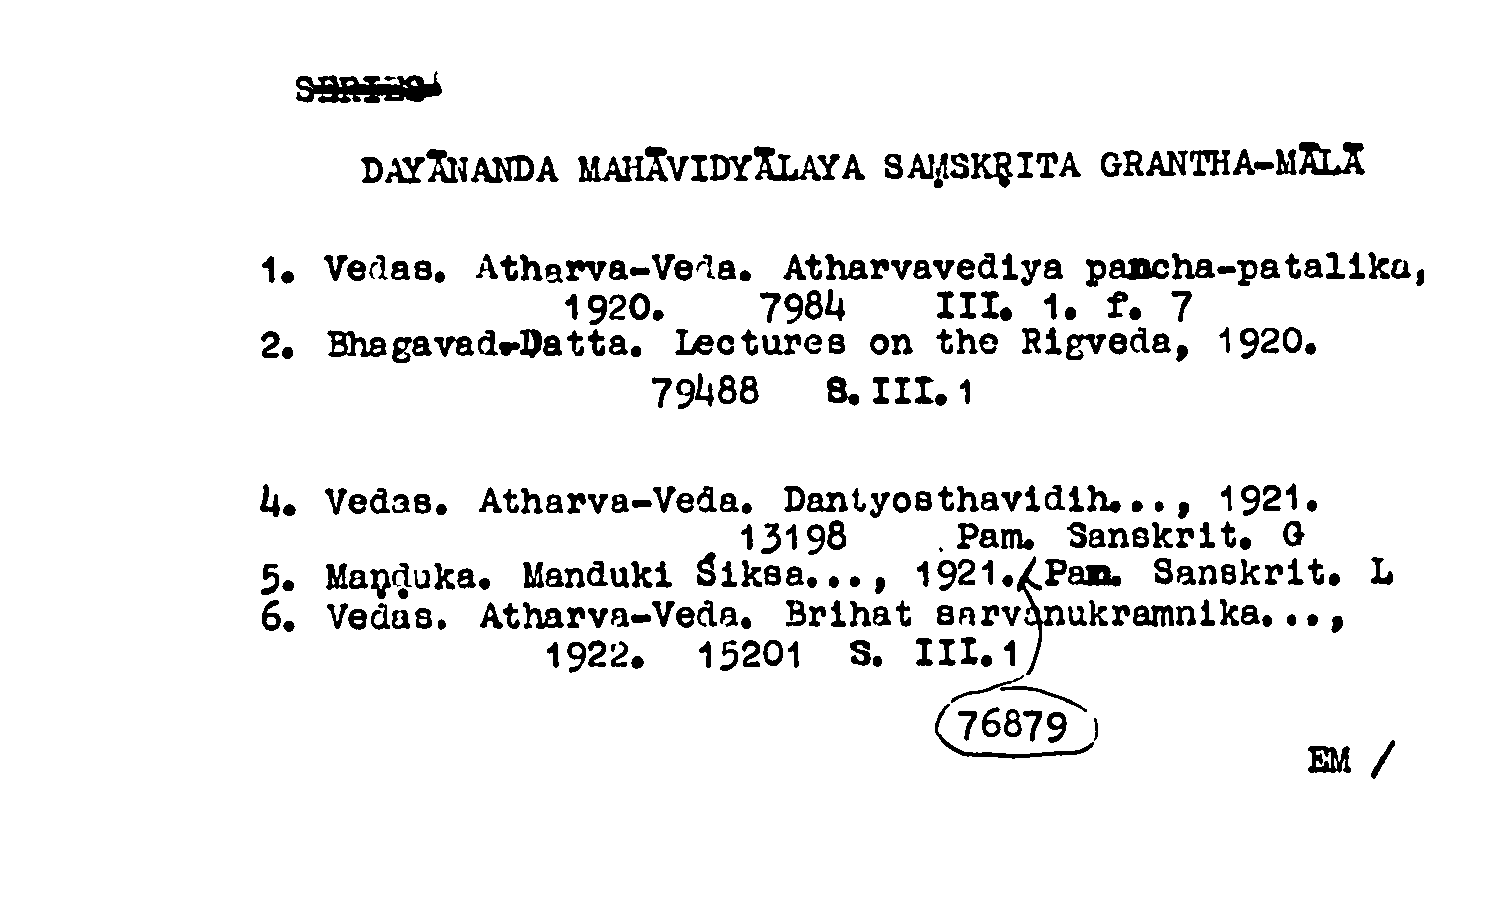 SERIES
DAYĀNANDA MAHĀVIDYĀLAYA SAṂSKṚITA GRANTHA-MĀLĀ
1. Vedas. Atharva-Veda. Atharvavediya pancha-patalika,
1920. 7984 III. 1. f. 7
2. Bhagavad-Datta. Lectures on the Rigveda, 1920.
79488 S.III.1
4. Vedas. Atharva-Veda. Dantyosthavidih..., 1921.
13198 Pam. Sanskrit. G
5. Maṇḍuka. Manduki Śiksa..., 1921. Pam. Sanskrit. L
6. Vedas. Atharva-Veda. Brihat sarvanukramnika...,
1922. 15201 S. III.1
76879
EM /